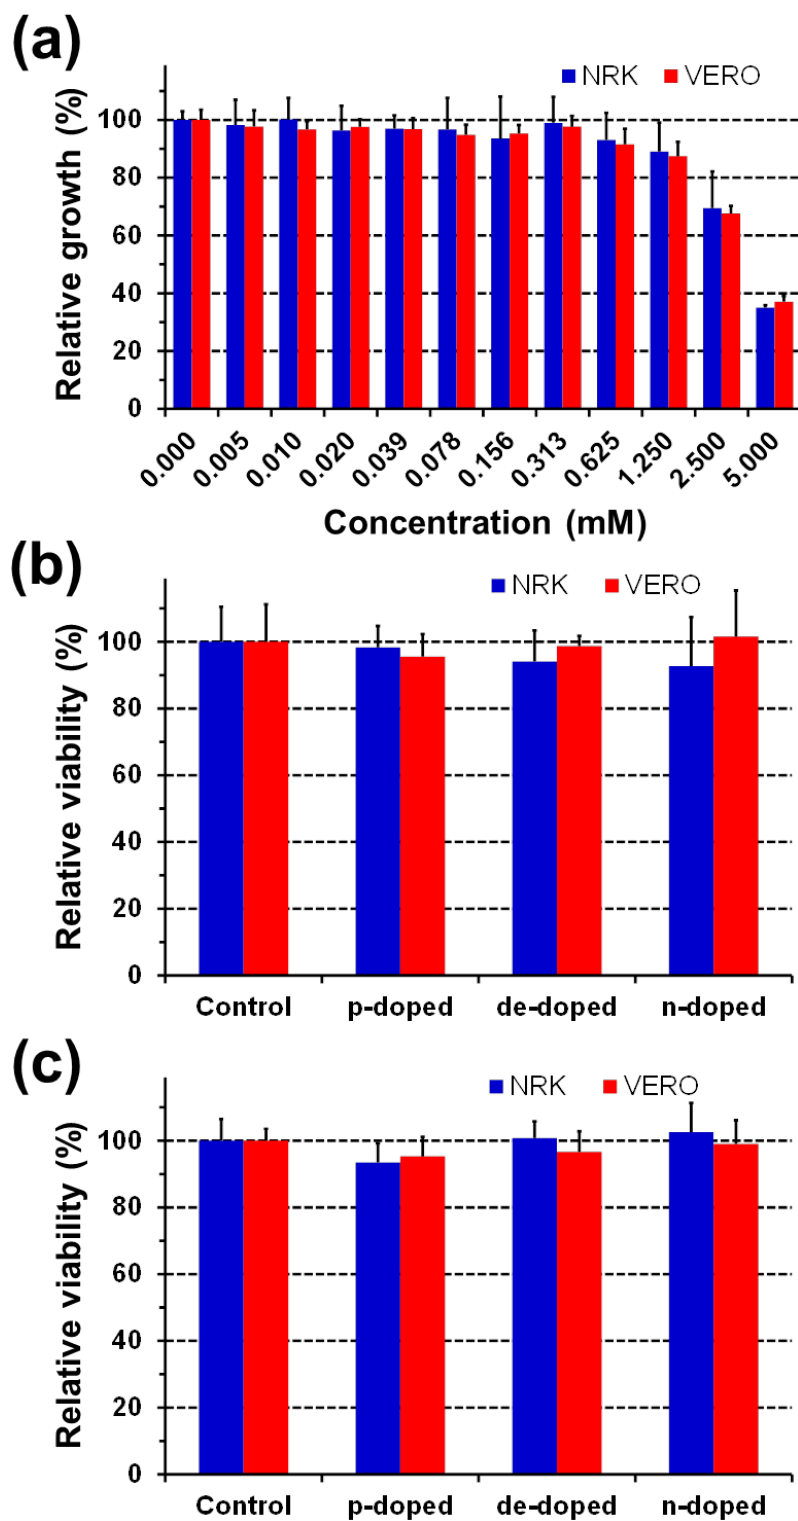 (a)
NRK VERO
Relative growth (%)
100
80
60
40
20
0
0.000 0.005 0.010 0.020 0.039 0.078 0.156 0.313 0.625 1.250 2.500 5.000
Concentration (mM)
(b)
NRK VERO
Relative viability (%)
100
80
60
40
20
0
Control p-doped de-doped n-doped
(c)
NRK VERO
Relative viability (%)
100
80
60
40
20
0
Control p-doped de-doped n-doped